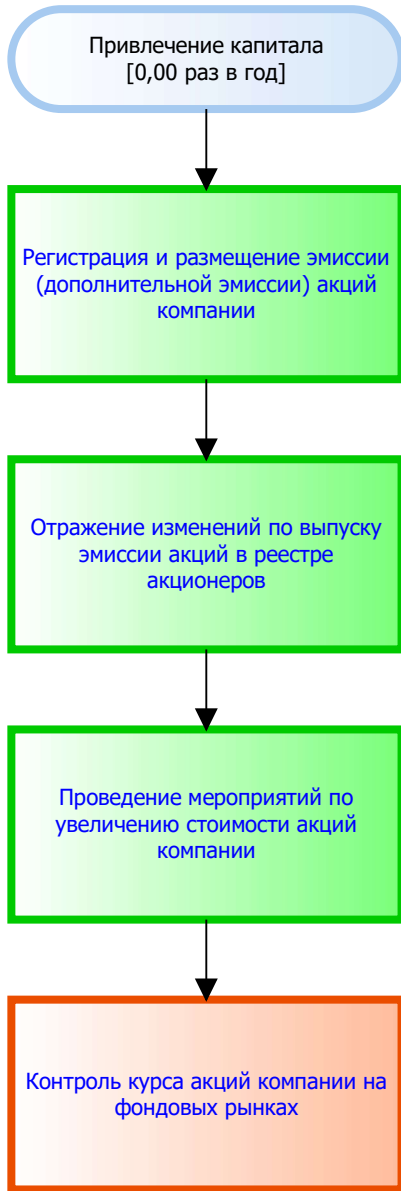 Привлечение капитала
[0,00 раз в год]
Регистрация и размещение эмиссии
(дополнительной эмиссии) акций
компании
Отражение изменений по выпуску
эмиссии акций в реестре
акционеров
Проведение мероприятий по
увеличению стоимости акций
компании
Контроль курса акций компании на
фондовых рынках